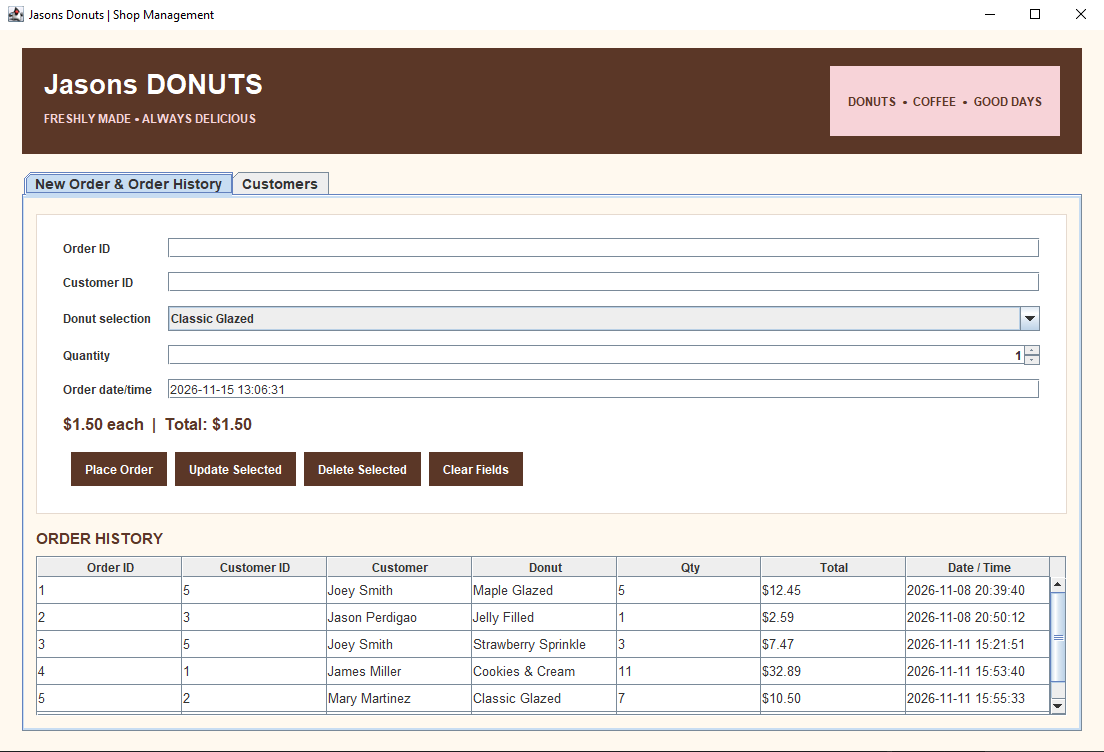 Jasons Donuts | Shop Management
Jasons DONUTS
FRESHLY MADE • ALWAYS DELICIOUS
DONUTS • COFFEE • GOOD DAYS
New Order & Order History Customers
Order ID
Customer ID
Donut selection Classic Glazed
Quantity 1
Order date/time 2026-11-15 13:06:31
$1.50 each | Total: $1.50
Place Order Update Selected Delete Selected Clear Fields
ORDER HISTORY
Order ID Customer ID Customer Donut Qty Total Date / Time
1 5 Joey Smith Maple Glazed 5 $12.45 2026-11-08 20:39:40
2 3 Jason Perdigao Jelly Filled 1 $2.59 2026-11-08 20:50:12
3 5 Joey Smith Strawberry Sprinkle 3 $7.47 2026-11-11 15:21:51
4 1 James Miller Cookies & Cream 11 $32.89 2026-11-11 15:53:40
5 2 Mary Martinez Classic Glazed 7 $10.50 2026-11-11 15:55:33